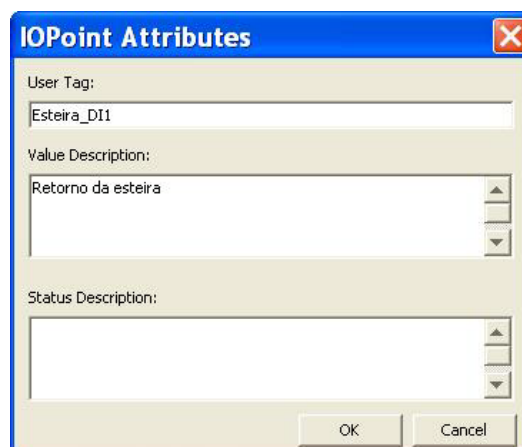 IOPoint Attributes
User Tag:
Esteira_DI1
Value Description:
Retorno da esteira
Status Description:
OK Cancel